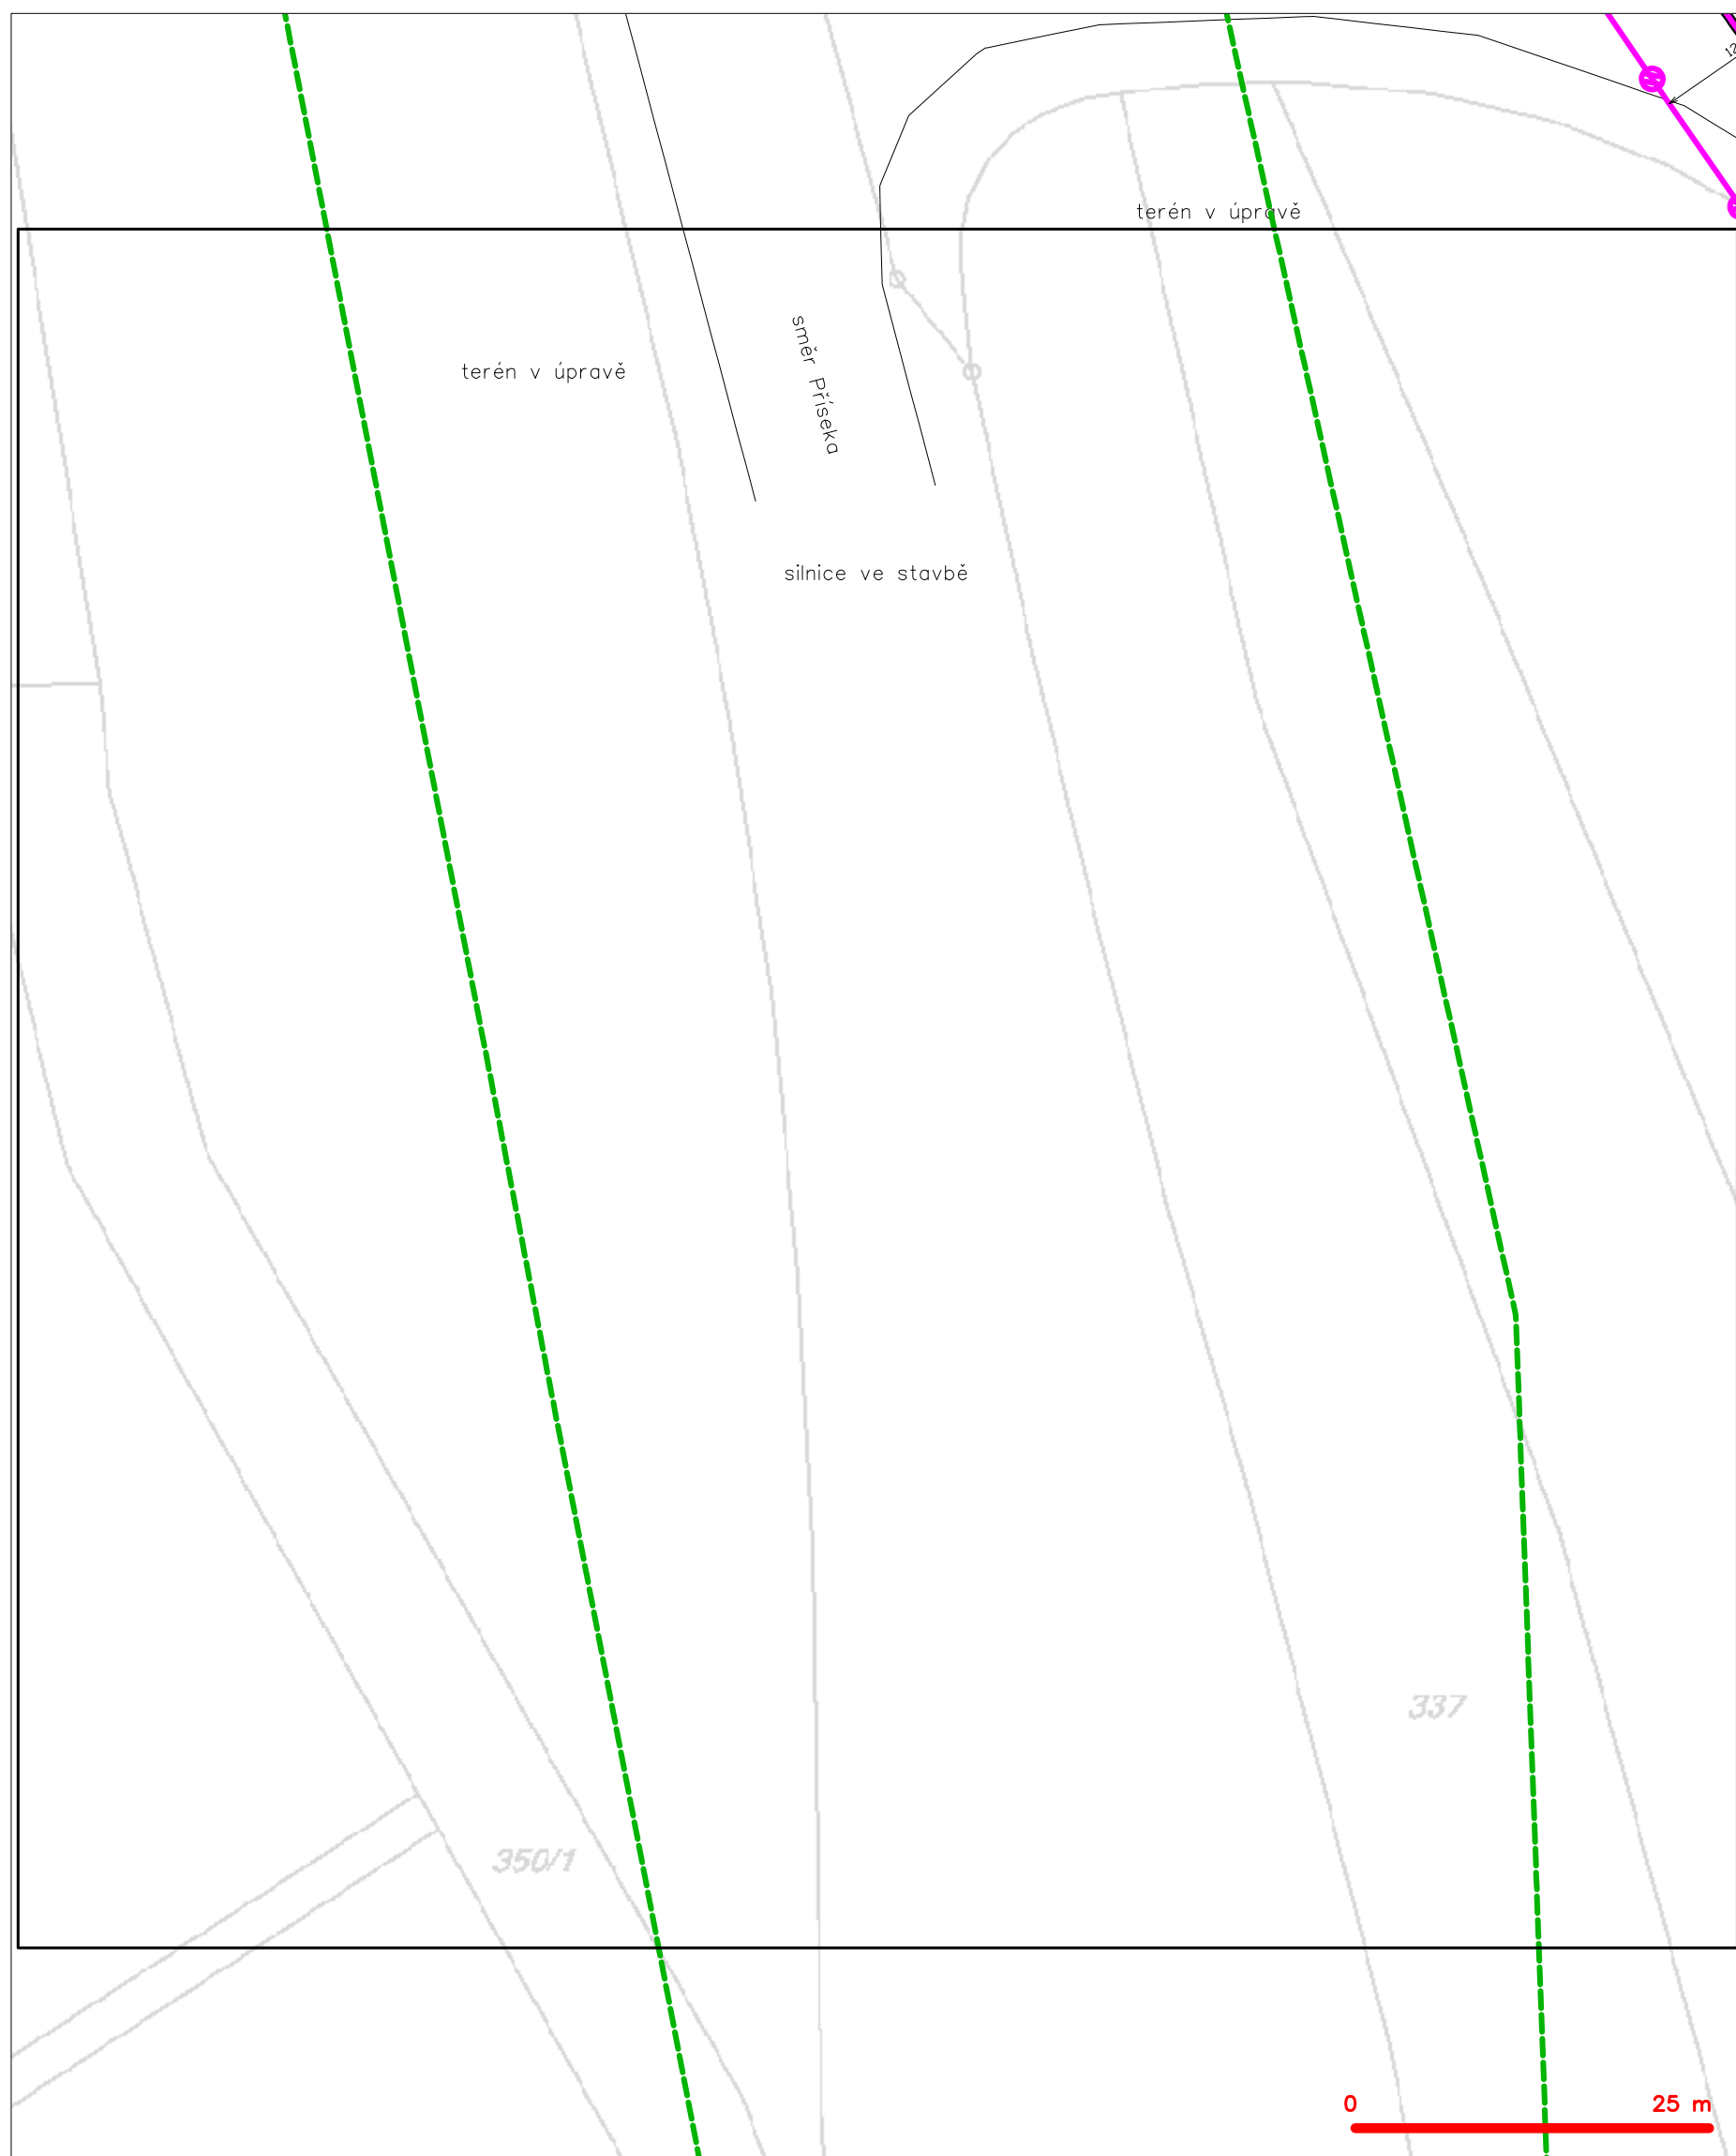 terén v úpravě
terén v úpravě
směr Příseka
silnice ve stavbě
337
350/1
0
25 m